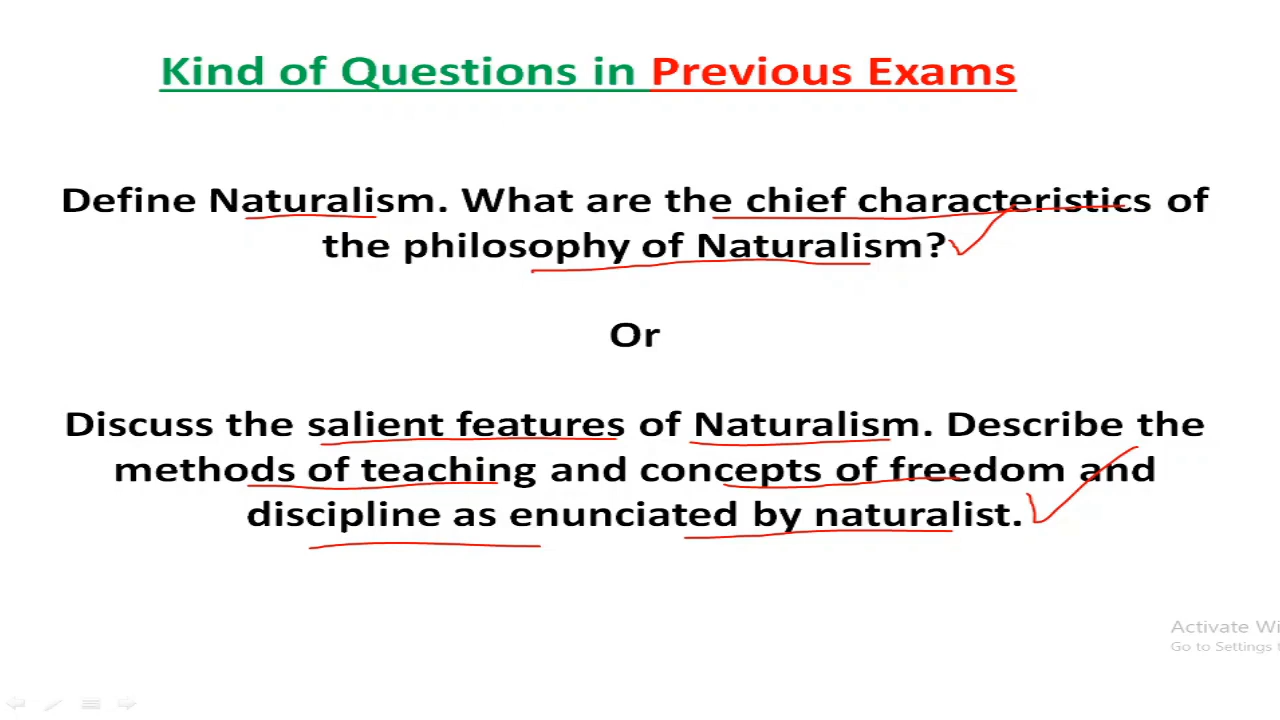 Kind of Questions in Previous Exams
Define Naturalism. What are the chief characteristics of
the philosophy of Naturalism?
Or
Discuss the salient features of Naturalism. Describe the
methods of teaching and concepts of freedom and
discipline as enunciated by naturalist.
Activate Wi
Go to Settings